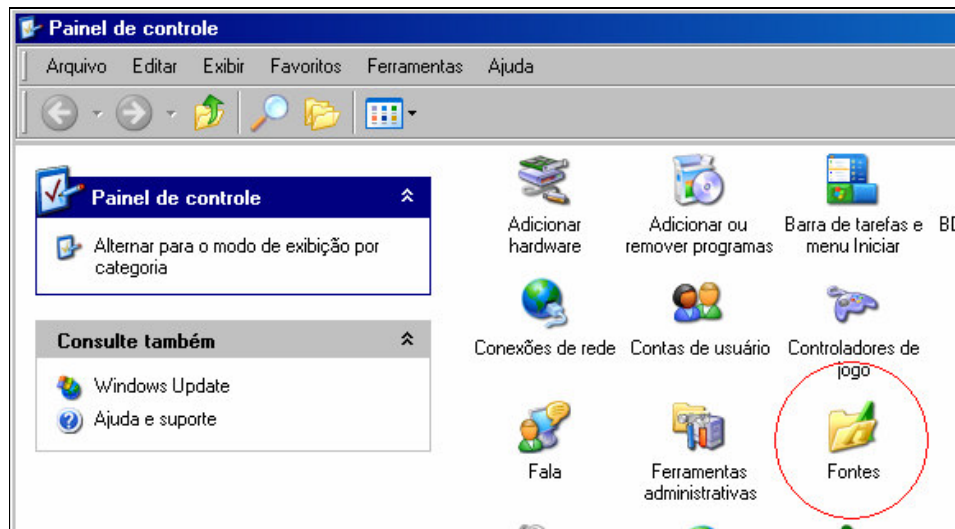 Painel de controle
Arquivo Editar Exibir Favoritos Ferramentas Ajuda
Painel de controle
Alternar para o modo de exibição por
categoria
Consulte também
Windows Update
Ajuda e suporte
Adicionar
hardware
Adicionar ou
remover programas
Barra de tarefas e
menu Iniciar
Conexões de rede
Contas de usuário
Controladores de
jogo
Fala
Ferramentas
administrativas
Fontes